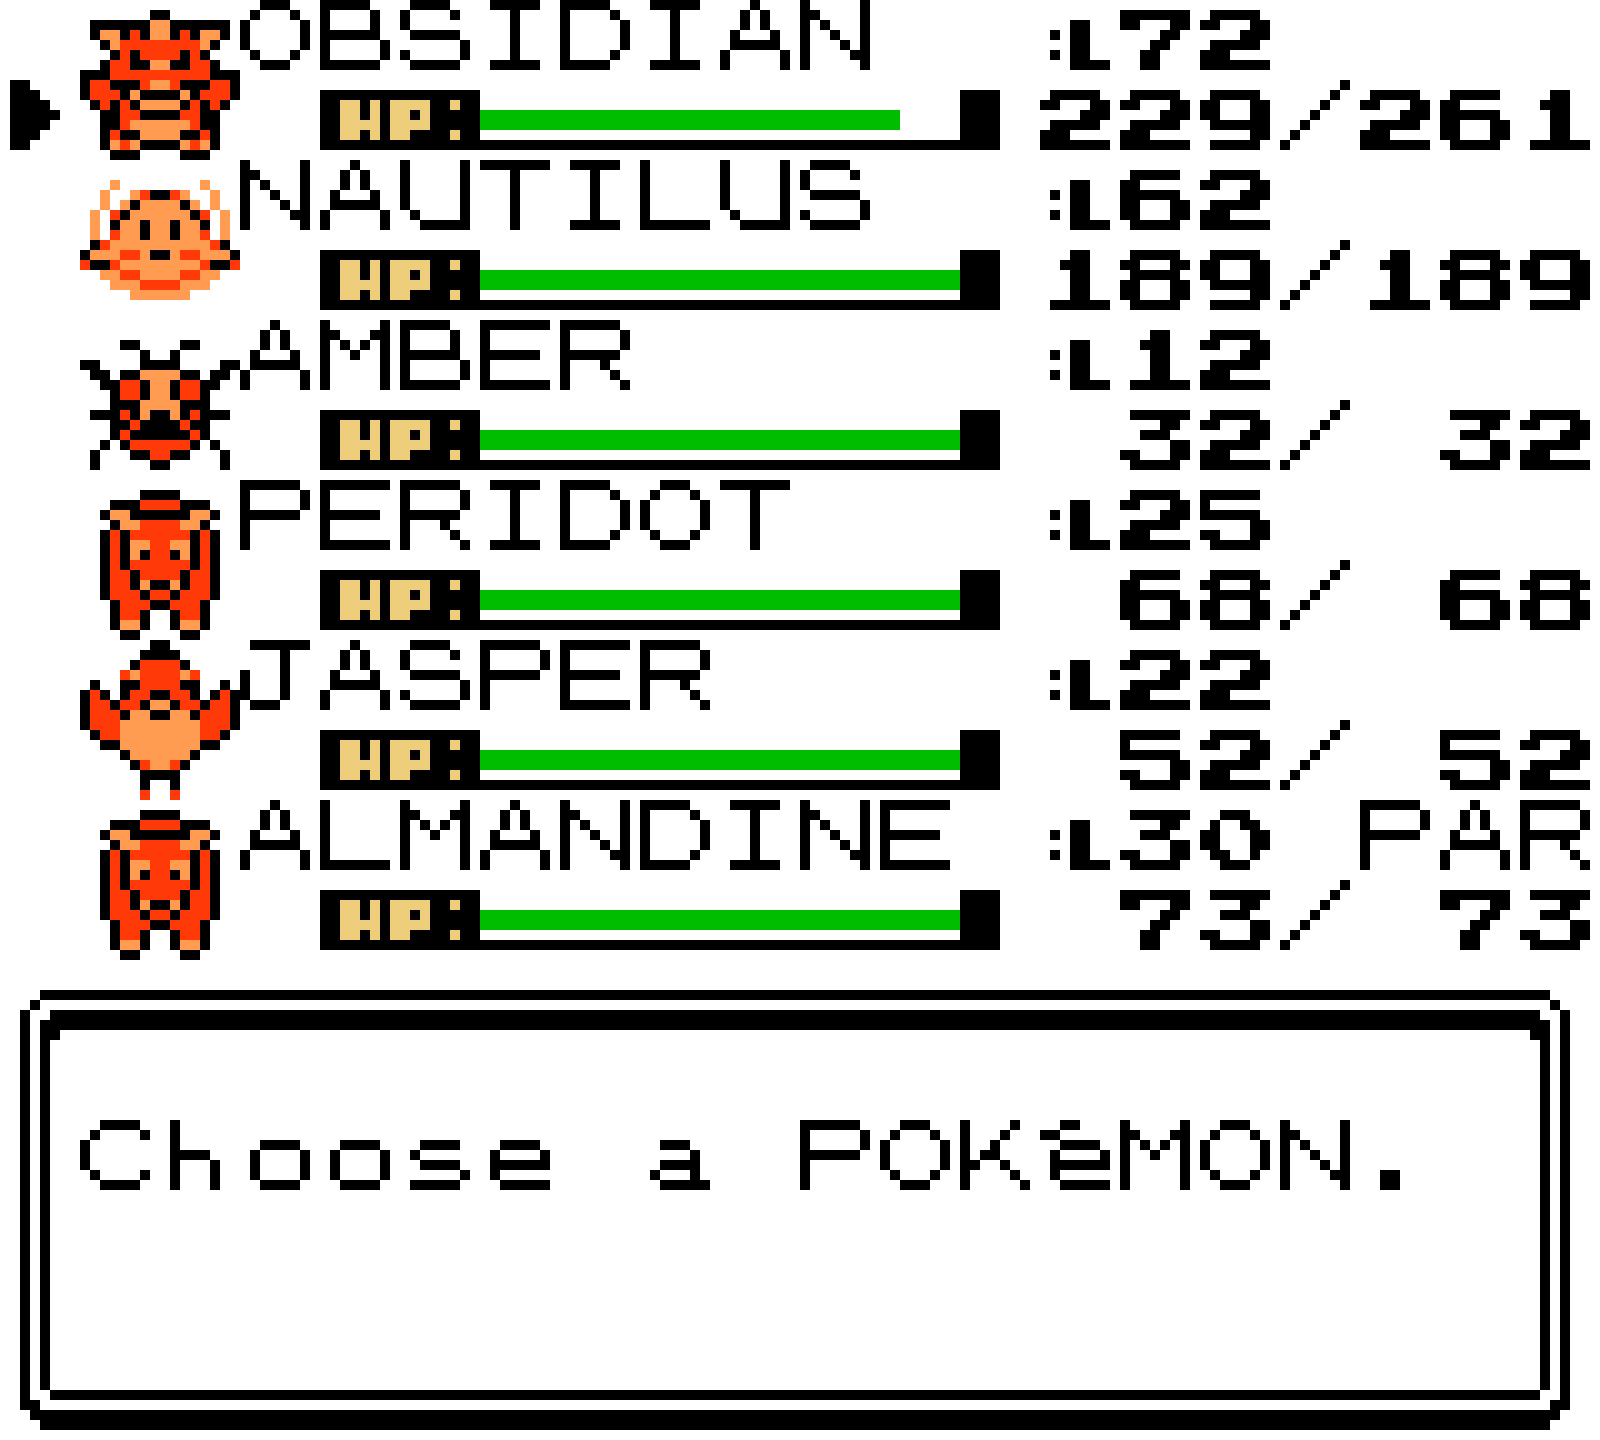 OBSIDIAN :L72
HP: 229/261
NAUTILUS :L62
HP: 189/189
AMBER :L12
HP: 32/ 32
PERIDOT :L25
HP: 68/ 68
JASPER :L22
HP: 52/ 52
ALMANDINE :L30 PAR
HP: 73/ 73
Choose a POKéMON.